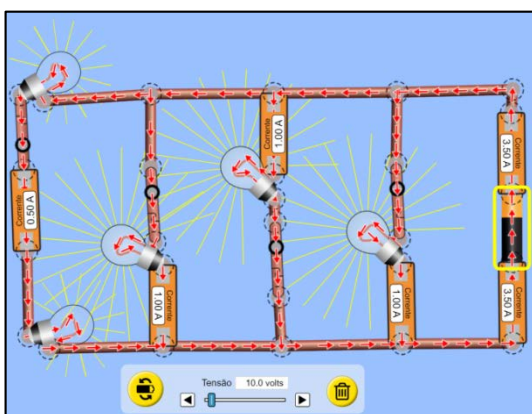 Corrente
1.00 A
Corrente
3.50 A
Corrente
0.50 A
Corrente
1.00 A
Corrente
1.00 A
Corrente
3.50 A
Tensão 10.0 volts